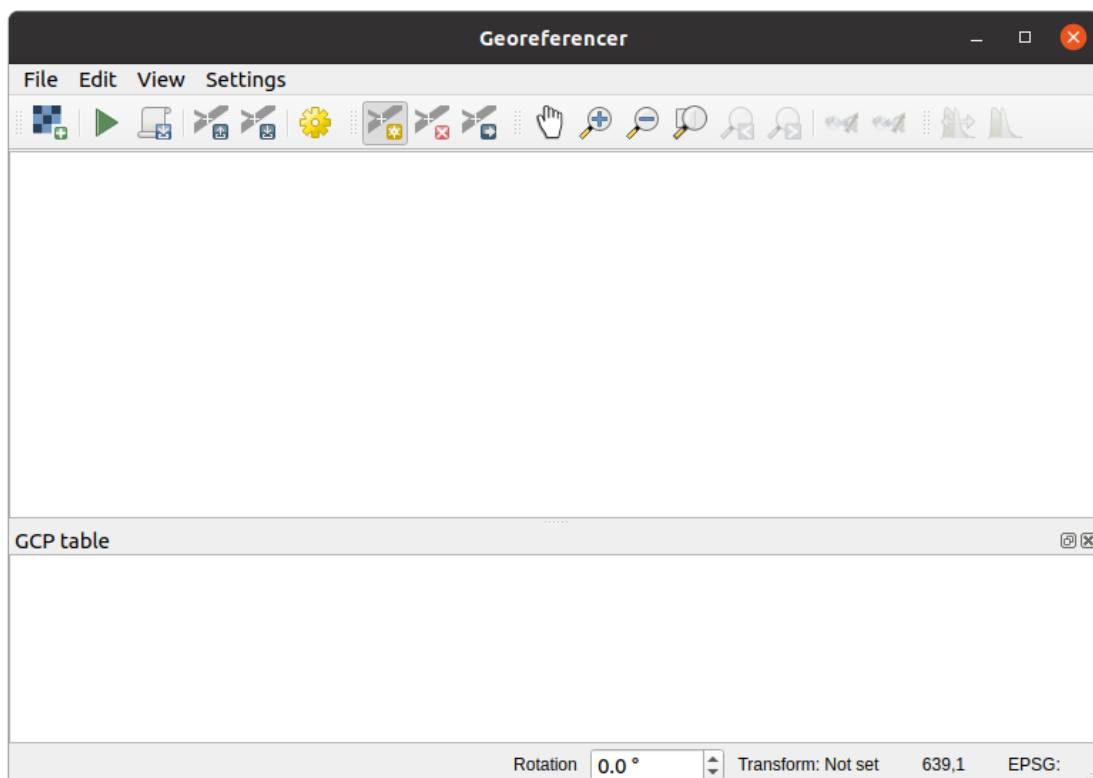 Georeferencer
File Edit View Settings
GCP table
Rotation 0.0 ° Transform: Not set 639,1 EPSG: